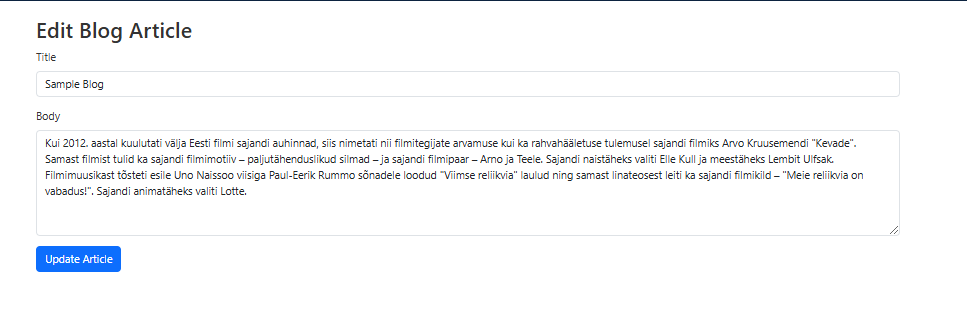 Edit Blog Article
Title
Sample Blog
Body
Kui 2012. aastal kuulutati välja Eesti filmi sajandi auhinnad, siis nimetati nii filmitegijate arvamuse kui ka rahvahääletuse tulemusel sajandi filmiks Arvo Kruusemendi "Kevade".
Samast filmist tulid ka sajandi filmimotiiv – paljutähenduslikud silmad – ja sajandi filmipaar – Arno ja Teele. Sajandi naistäheks valiti Elle Kull ja meestäheks Lembit Ulfsak.
Filmimuusikast tõsteti esile Uno Naissoo viisiga Paul-Eerik Rummo sõnadele loodud "Viimse reliikvia" laulud ning samast linateosest leiti ka sajandi filmikild – "Meie reliikvia on
vabadus!". Sajandi animatäheks valiti Lotte.
Update Article